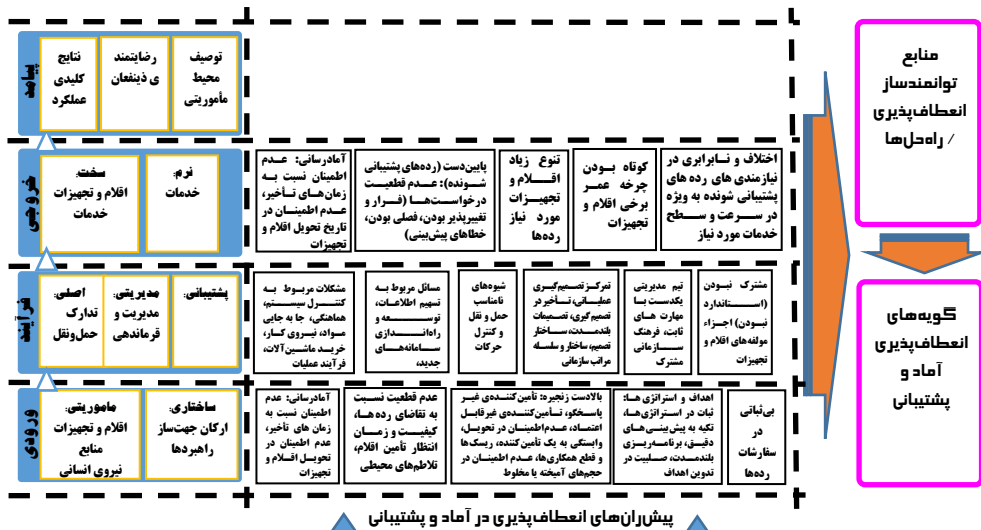 منابع
توانمندساز
انعطاف‌پذیری
/ راه‌حل‌ها
گویه‌های
انعطاف‌پذیری
آماد و
پشتیبانی
پیامد
توصیف
محیط
مأموریتی
رضایتمند
ی ذینفعان
نتایج
کلیدی
عملکرد
خروجی
نرم:
خدمات
سخت:
اقلام و تجهیزات
خدمات
اختلاف و نابرابری در
نیازمندی های رده های
پشتیبانی شونده به ویژه
در سرعت و سطح
خدمات مورد نیاز
کوتاه بودن
چرخه عمر
برخی اقلام و
تجهیزات
تنوع زیاد
اقلام و
تجهیزات
مورد نیاز
رده‌ها
پایین‌دست (رده‌های پشتیبانی
شونده): عدم قطعیت
درخواست‌ها (فرار و
تغییرپذیر بودن، فصلی بودن،
خطاهای پیش‌بینی)
آمادرسانی: عدم
اطمینان نسبت به
زمان‌های تأخیر،
عدم اطمینان در
تاریخ تحویل اقلام و
تجهیزات
فرآیند
پشتیبانی:
مدیریتی:
مدیریت و
فرماندهی
اصلی:
تدارک
حمل‌ونقل
مشترک نبودن
(استاندارد
نبودن) اجزاء
مولفه‌های اقلام و
تجهیزات
تیم مدیریتی
یکدست با
مهارت های
ثابت، فرهنگ
سازمانی
مشترک
تمرکز تصمیم‌گیری
عملیاتی، تأخیر در
تصمیم گیری، تصمیمات
بلندمدت، ساختار
تصمیم، ساختار و سلسله
مراتب سازمانی
شیوه‌های
نامناسب
حمل و نقل
و کنترل
حرکات
مسائل مربوط به
تسهیم اطلاعات،
توسعه و
راه‌اندازی
سامانه‌های
جدید،
مشکلات مربوط به
کنترل سیستم،
هماهنگی، جا به جایی
مواد، نیروی کار،
خرید ماشین‌آلات،
فرآیند عملیات
ورودی
ساختاری:
ارکان جهت‌ساز
راهبردها
ماموریتی:
اقلام و تجهیزات
منابع
نیروی انسانی
بی‌ثباتی
در
سفارشات
رده‌ها
اهداف و استراتژی ها:
ثبات در استراتژی‌ها،
تکیه به پیش‌بینی‌های
دقیق، برنامه‌ریزی
بلندمدت، صلابیت در
تدوین اهداف
بالادست زنجیره: تأمین‌کننده‌ی غیر
پاسخگو، تأمین‌کننده‌ی غیرقابل
اعتماد، عدم‌اطمینان در تحویل،
وابستگی به یک تأمین‌کننده، ریسک‌ها
و قطع همکاری‌ها، عدم اطمینان در
حجم‌های آمیخته یا مخلوط
عدم قطعیت نسبت
به تقاضای رده ها،
کیفیت و زمان
انتظار تأمین اقلام،
تلاطم‌های محیطی
آمادرسانی: عدم
اطمینان نسبت به
زمان های تأخیر،
عدم اطمینان در
تحویل اقلام و
تجهیزات
پیش‌ران‌های انعطاف‌پذیری در آماد و پشتیبانی